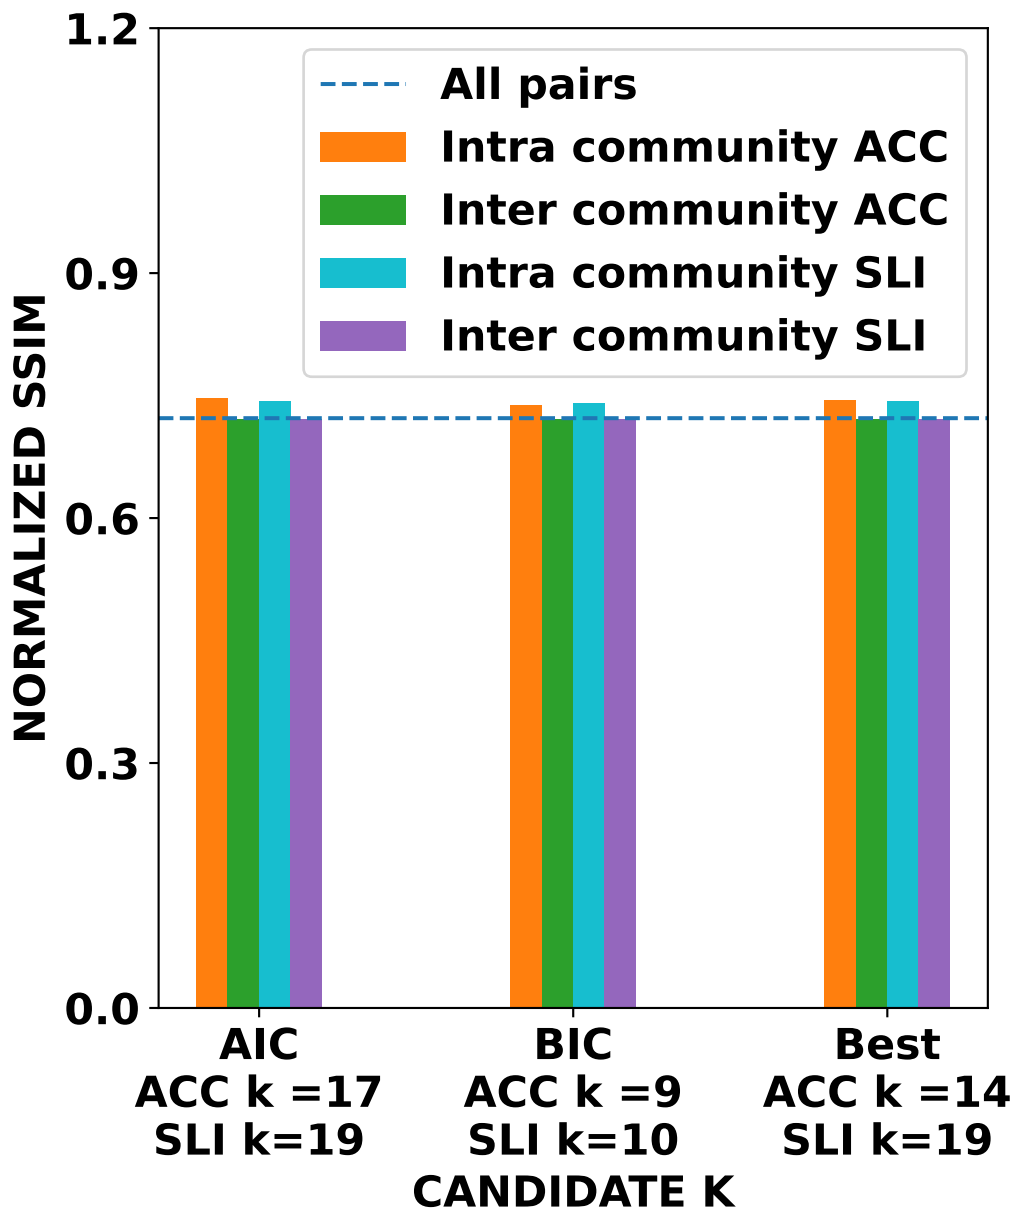 1.2
0.9
0.6
0.3
0.0
NORMALIZED SSIM
All pairs
Intra community ACC
Inter community ACC
Intra community SLI
Inter community SLI
AIC
ACC k =17
SLI k=19
BIC
ACC k =9
SLI k=10
Best
ACC k =14
SLI k=19
CANDIDATE K